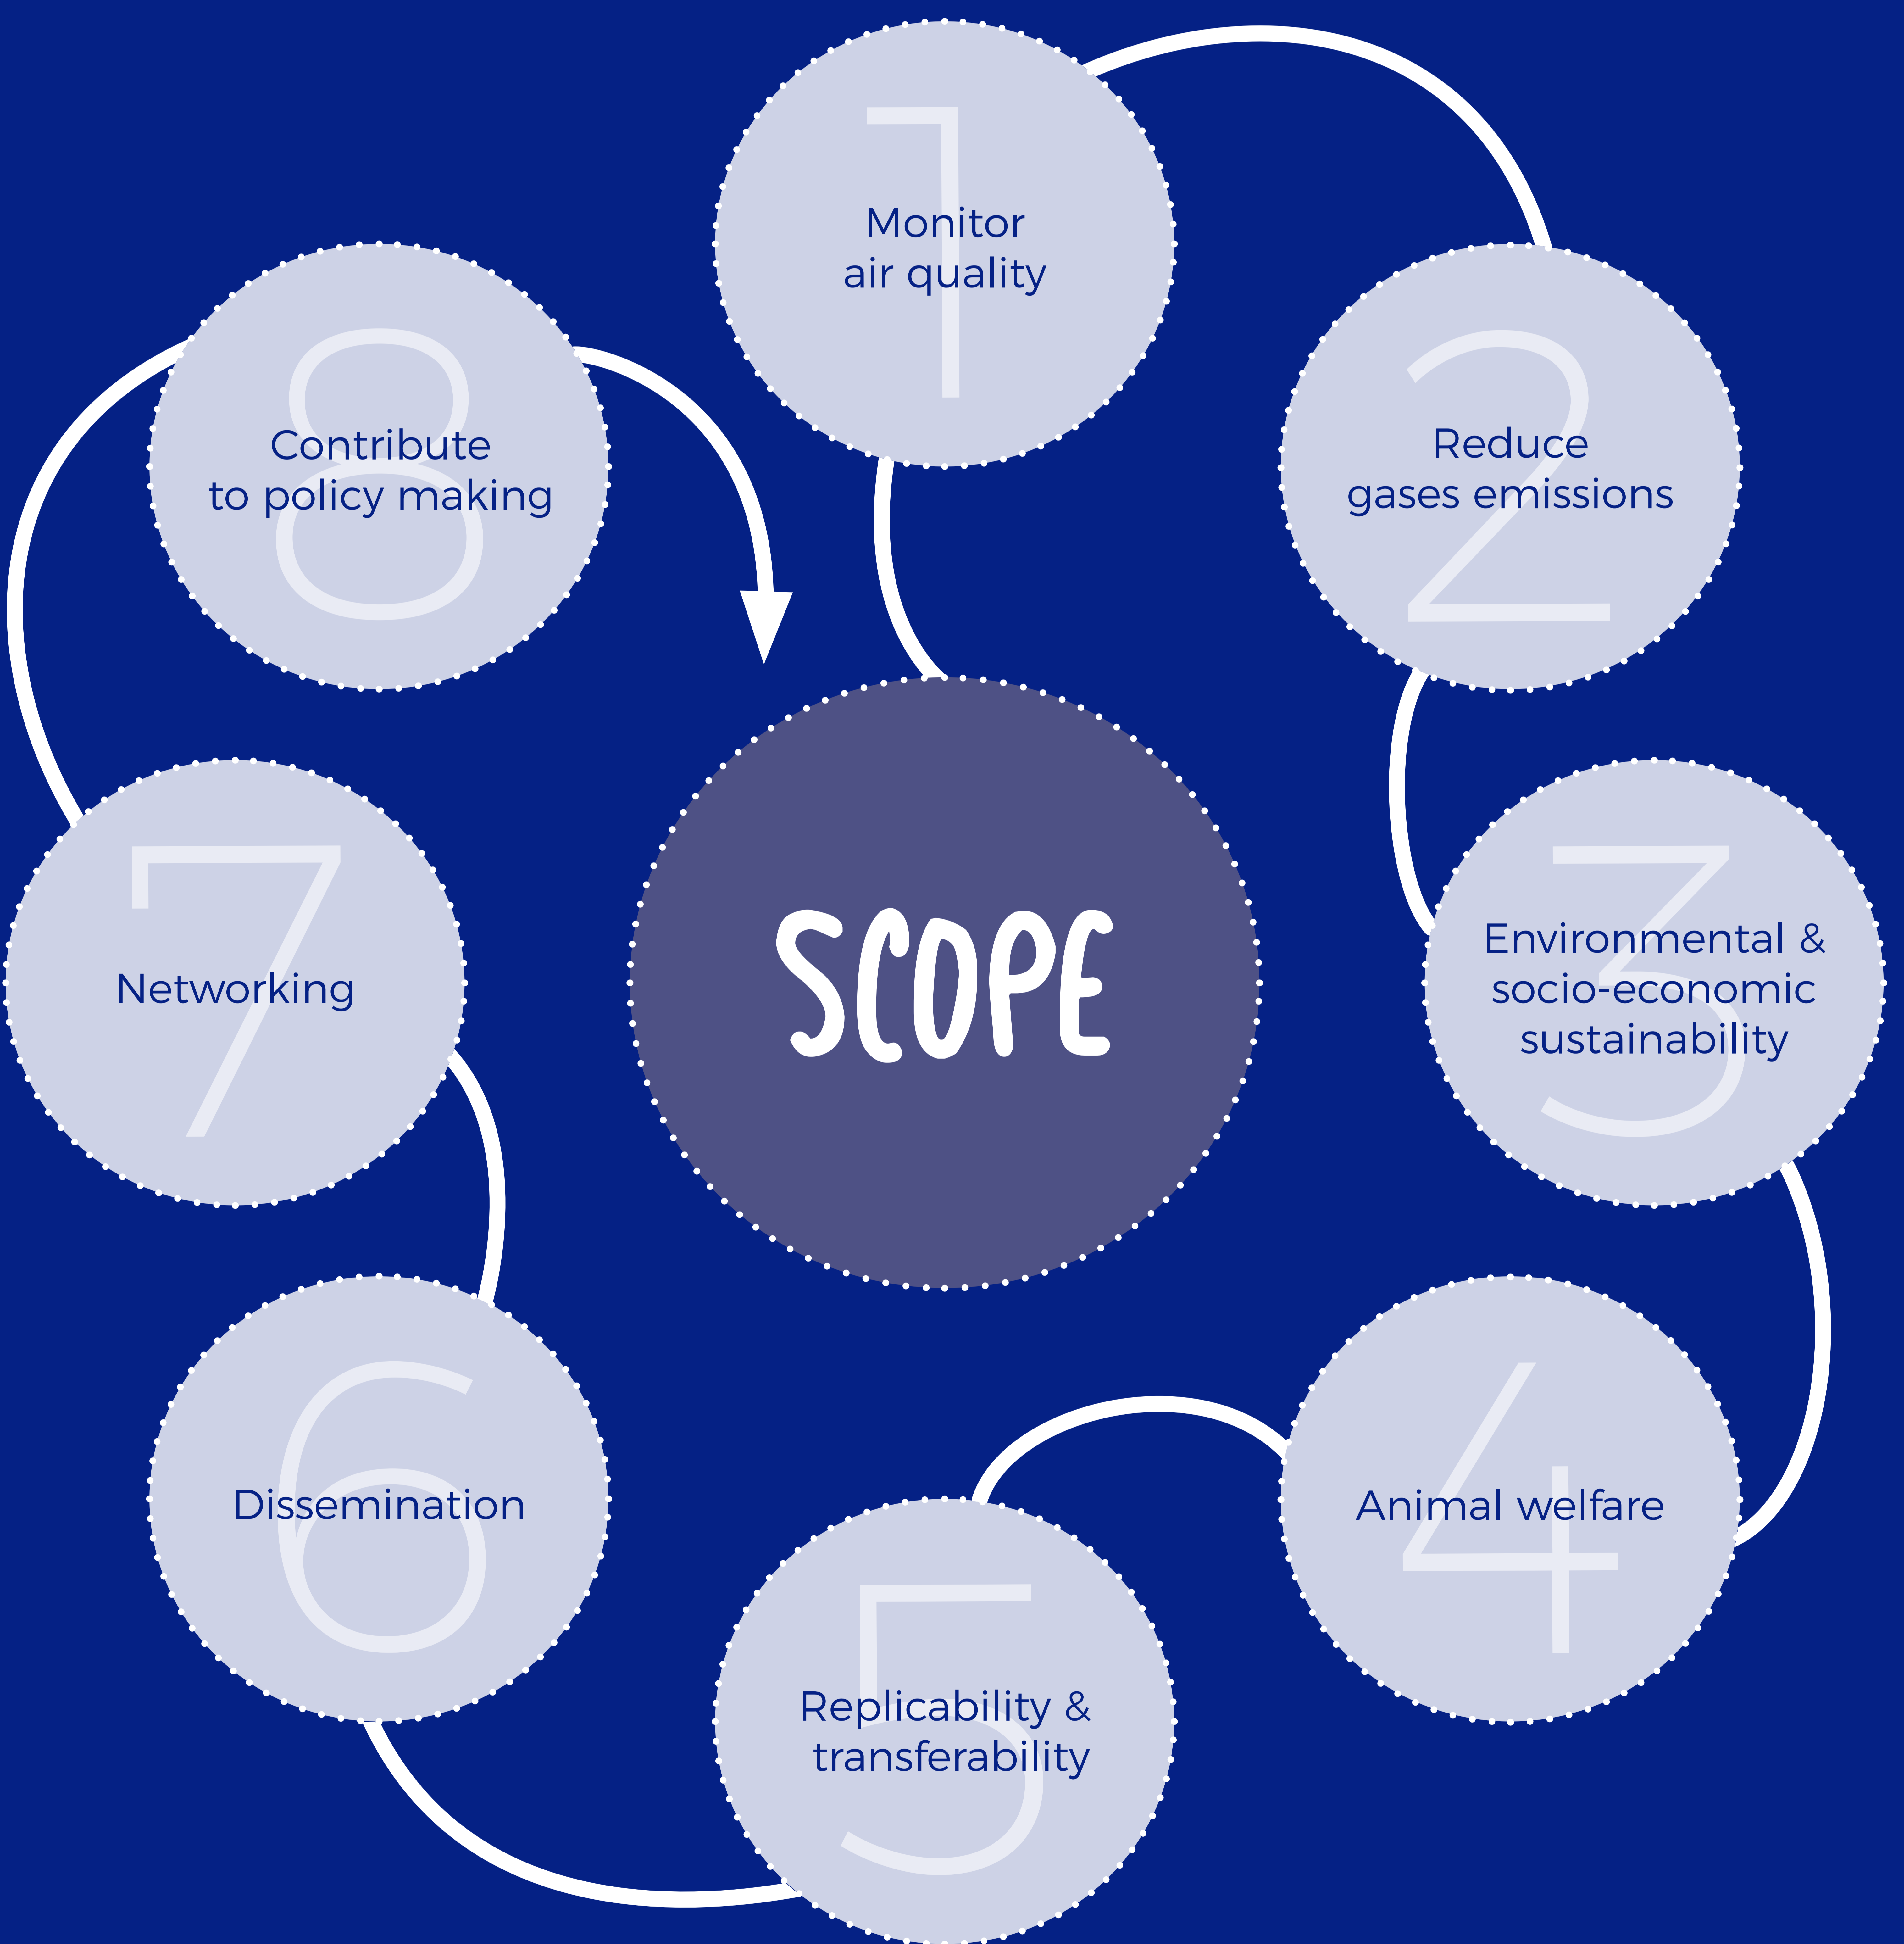 1
Monitor
air quality
2
Reduce
gases emissions
3
Environmental &
socio-economic
sustainability
4
Animal welfare
5
Replicability &
transferability
6
Dissemination
7
Networking
8
Contribute
to policy making
SCOPE